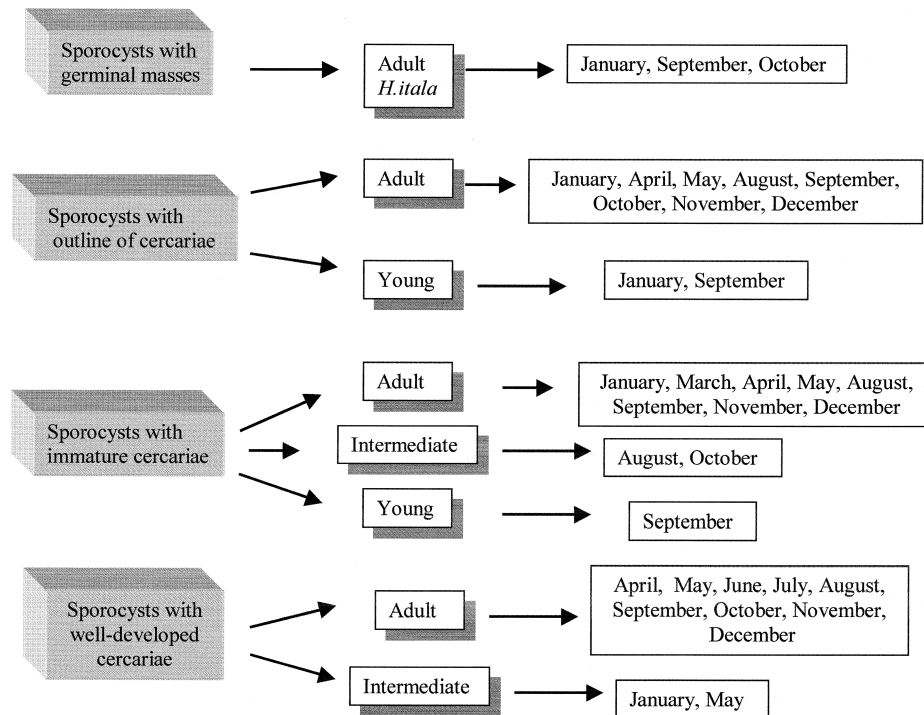 Sporocysts with
germinal masses
Adult
H.itala
January, September, October
Sporocysts with
outline of cercariae
Adult
January, April, May, August, September,
October, November, December
Young
January, September
Sporocysts with
immature cercariae
Adult
January, March, April, May, August,
September, November, December
Intermediate
August, October
Young
September
Sporocysts with
well-developed
cercariae
Adult
April, May, June, July, August,
September, October, November,
December
Intermediate
January, May